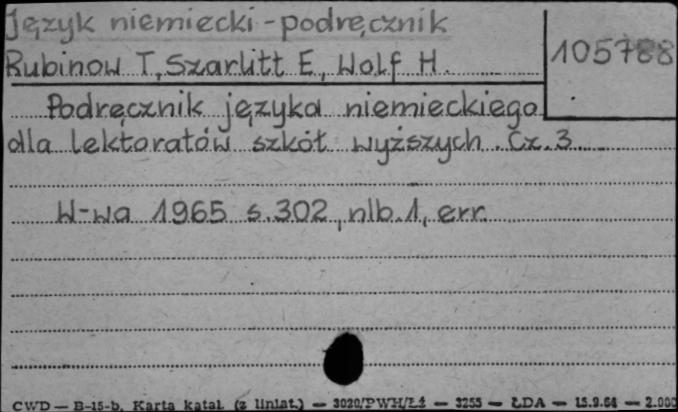 Język niemiecki - podręcznik
Rubinow T, Szarlitt E, Wolf H.
105788
Podręcznik języka niemieckiego
dla lektoratów szkół wyższych. Cz. 3
W-wa 1965 s. 302, nlb. 1, err.
CWD — B-15-b. Karta katal. (z liniat.) — 3020/PWH/Łź — 3255 — ŁDA — 15.9.64 — 2.000